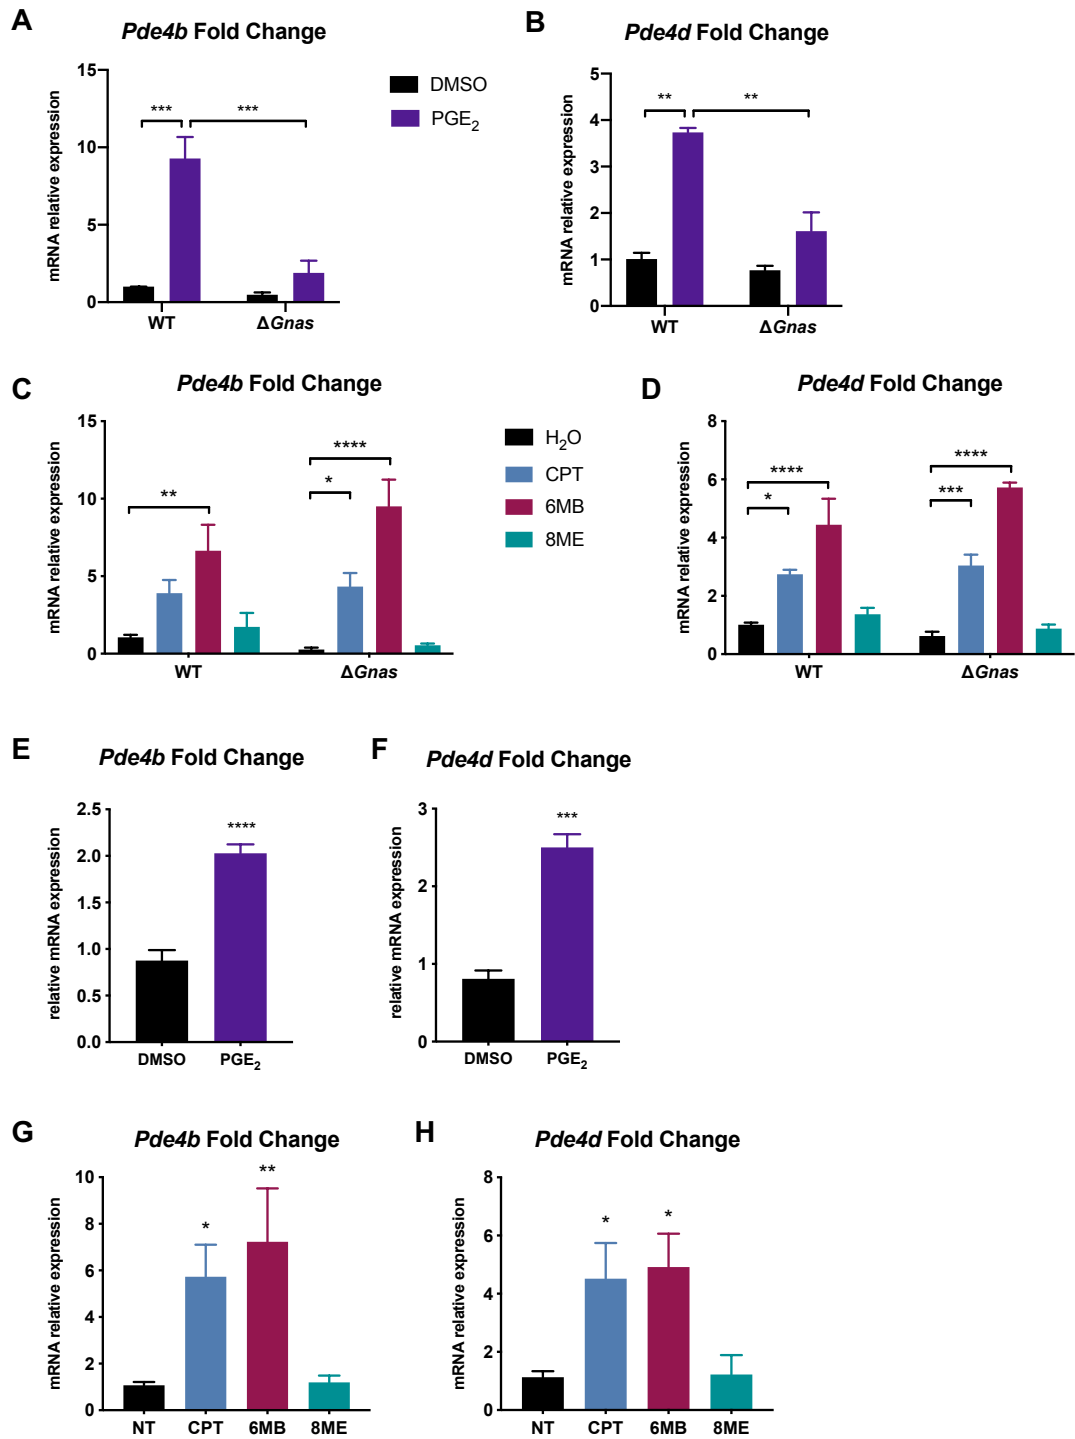 A
Pde4b Fold Change
mRNA relative expression
15
10
5
0
***
***
WT
ΔGnas
DMSO
PGE₂
B
Pde4d Fold Change
mRNA relative expression
5
4
3
2
1
0
**
**
WT
ΔGnas
C
Pde4b Fold Change
mRNA relative expression
15
10
5
0
**
****
*
WT
ΔGnas
H₂O
CPT
6MB
8ME
D
Pde4d Fold Change
mRNA relative expression
8
6
4
2
0
****
*
****
***
WT
ΔGnas
E
Pde4b Fold Change
relative mRNA expression
2.5
2.0
1.5
1.0
0.5
0.0
****
DMSO
PGE₂
F
Pde4d Fold Change
relative mRNA expression
3
2
1
0
***
DMSO
PGE₂
G
Pde4b Fold Change
mRNA relative expression
10
8
6
4
2
0
*
**
NT
CPT
6MB
8ME
H
Pde4d Fold Change
mRNA relative expression
8
6
4
2
0
*
*
NT
CPT
6MB
8ME